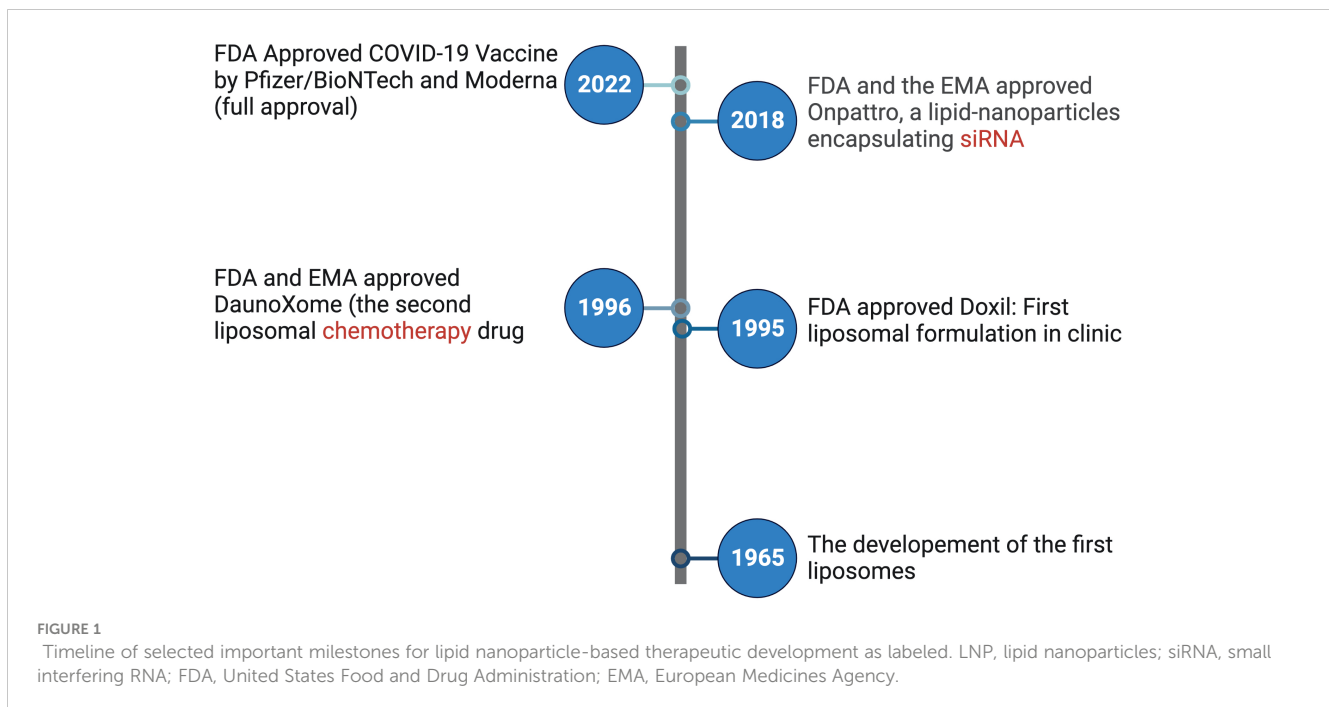 FDA Approved COVID-19 Vaccine
by Pfizer/BioNTech and Moderna
(full approval)
2022
2018
FDA and the EMA approved
Onpattro, a lipid-nanoparticles
encapsulating siRNA
FDA and EMA approved
DaunoXome (the second
liposomal chemotherapy drug
1996
1995
FDA approved Doxil: First
liposomal formulation in clinic
1965
The developement of the first
liposomes
FIGURE 1
Timeline of selected important milestones for lipid nanoparticle-based therapeutic development as labeled. LNP, lipid nanoparticles; siRNA, small
interfering RNA; FDA, United States Food and Drug Administration; EMA, European Medicines Agency.